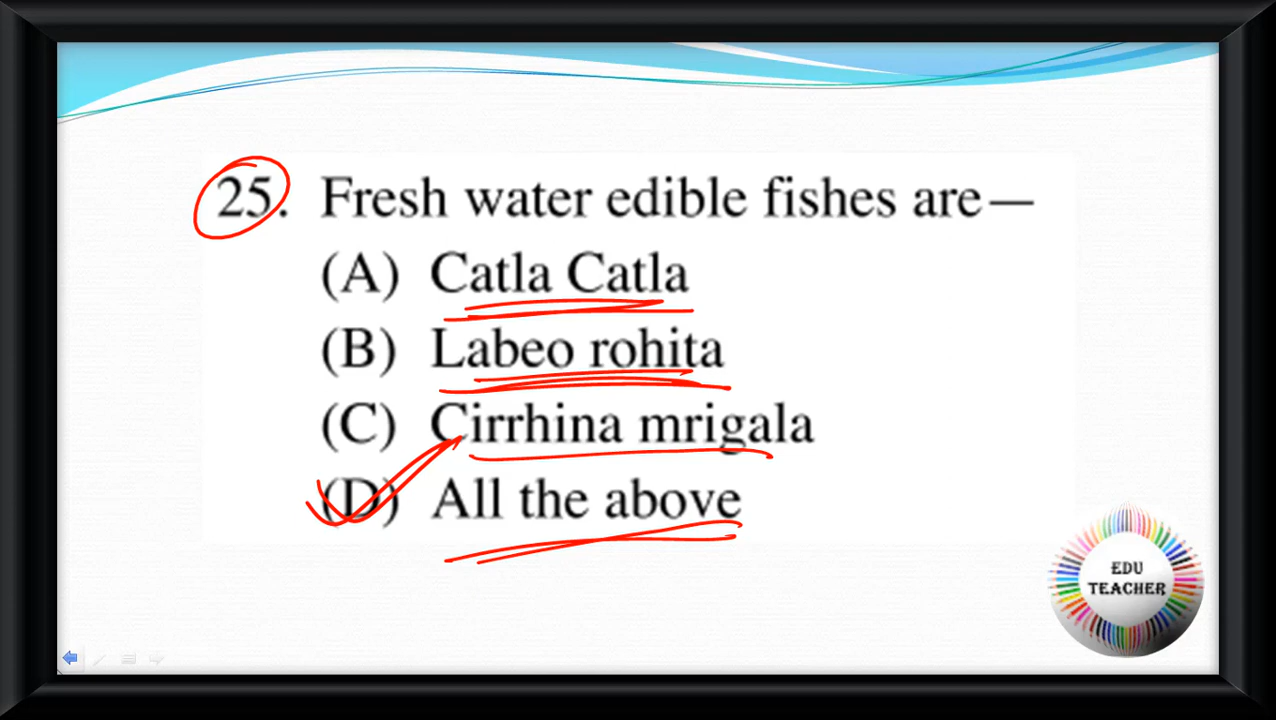 25. Fresh water edible fishes are—
(A) Catla Catla
(B) Labeo rohita
(C) Cirrhina mrigala
(D) All the above
EDU
TEACHER